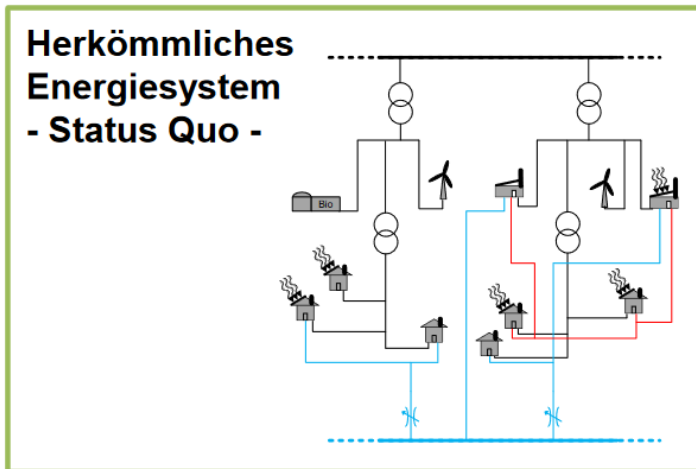 Herkömmliches
Energiesystem
- Status Quo -
Bio